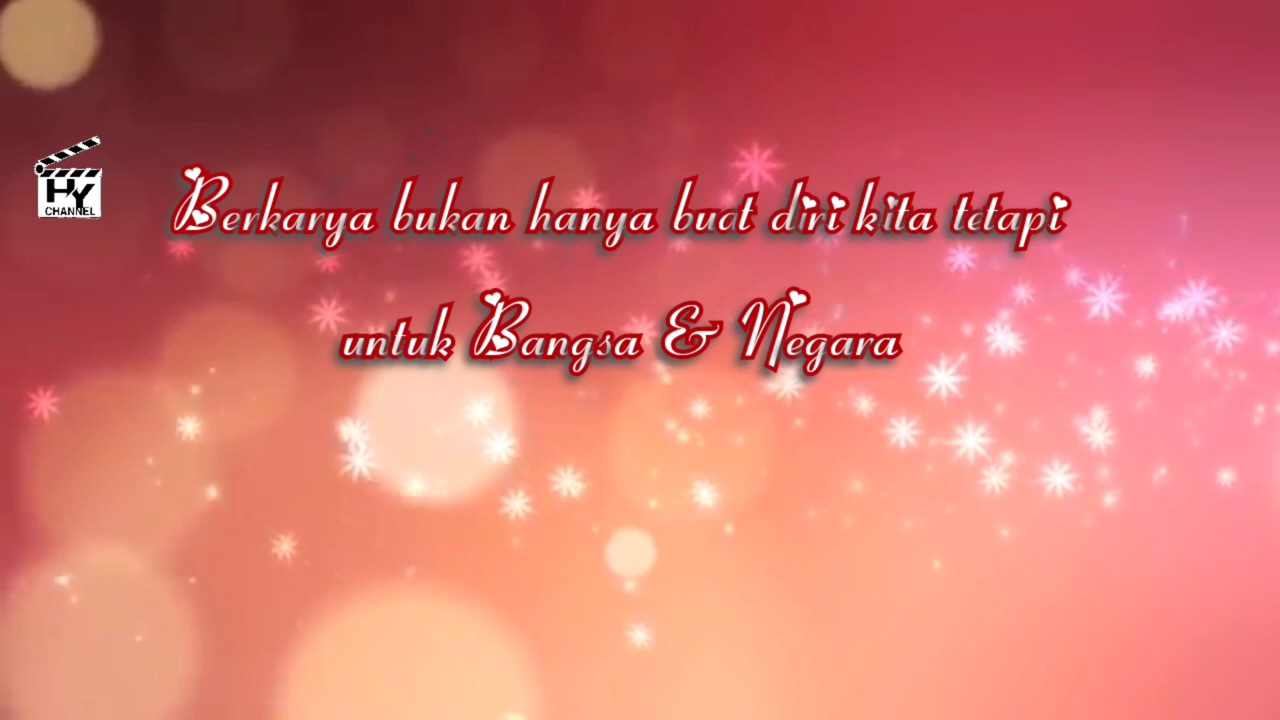 HY
CHANNEL
Berkarya bukan hanya buat diri kita tetapi
untuk Bangsa & Negara